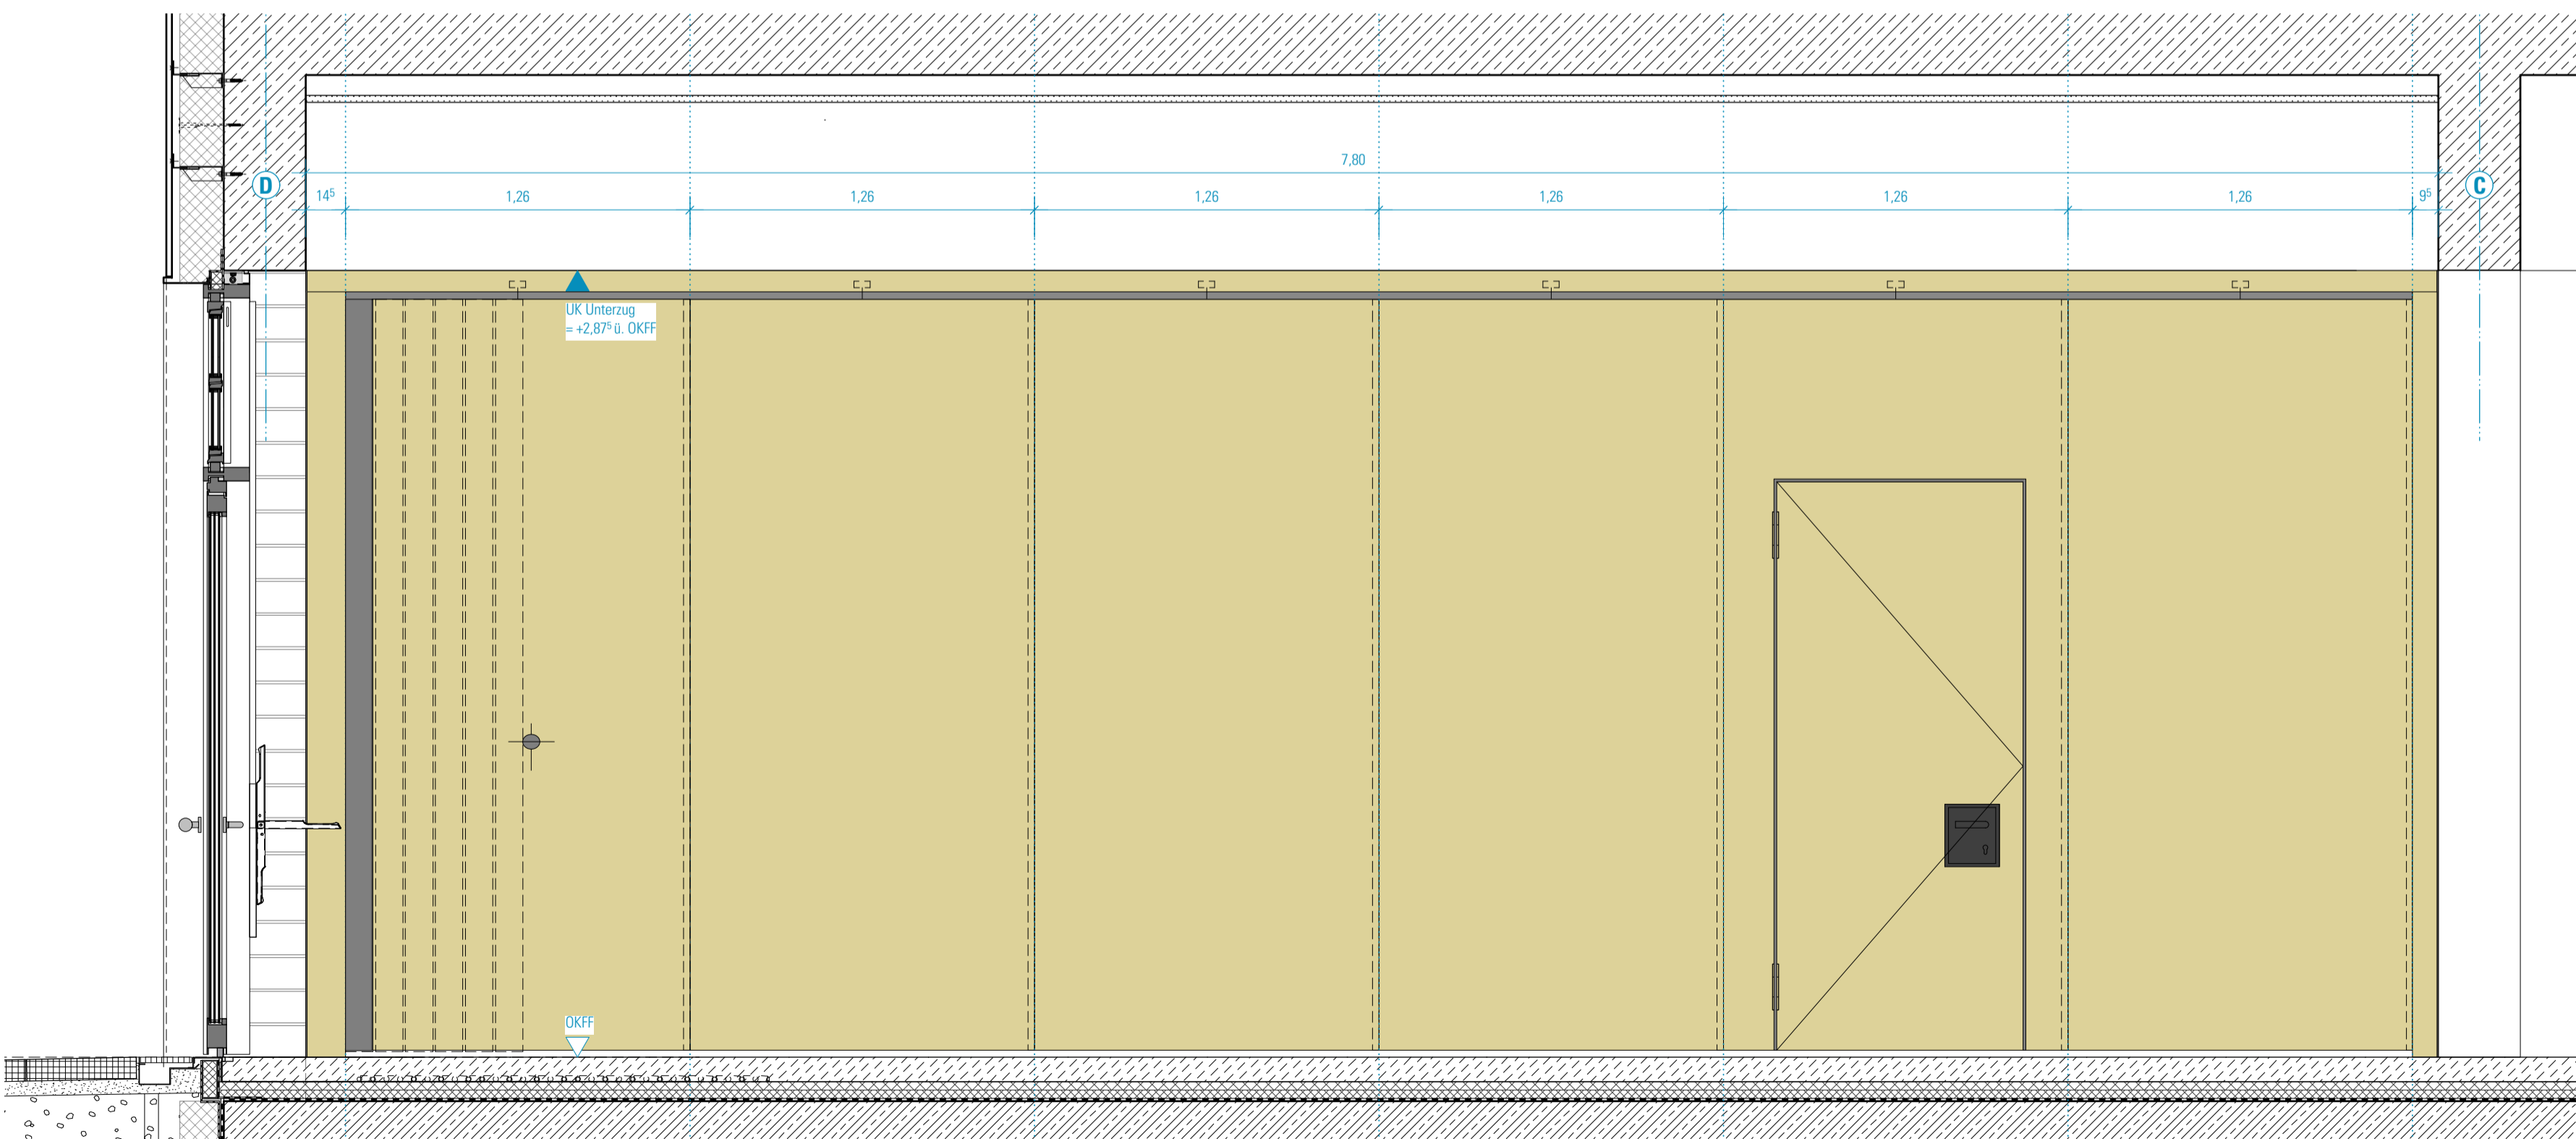 7,80
D
C
14⁵
1,26
1,26
1,26
1,26
1,26
1,26
9⁵
UK Unterzug
= +2,87⁵ ü. OKFF
OKFF